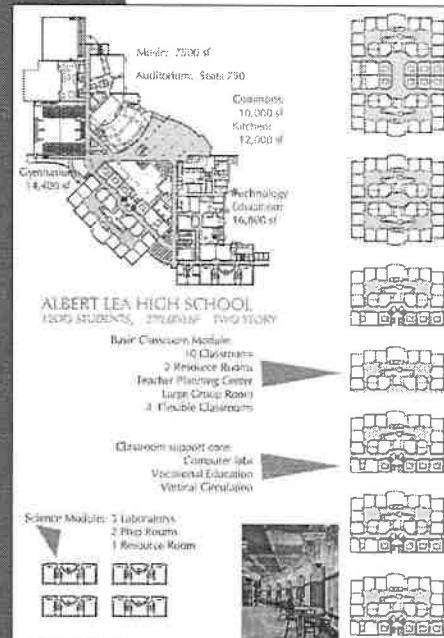 Music: 7500 sf
Auditorium: Seats 750
Commons:
10,000 sf
Kitchen:
12,000 sf
Gymnasium:
14,400 sf
Technology
Education:
16,800 sf
ALBERT LEA HIGH SCHOOL
STUDENTS, TWO STORY
Basic Classroom Module:
10 Classrooms
2 Resource Rooms
Teacher Planning Center
Large Group Room
Flexible Classrooms
Classroom support core:
Computer labs
Vocational Education
Vertical Circulation
Science Module: 3 Laboratories
2 Prep Rooms
1 Resource Room